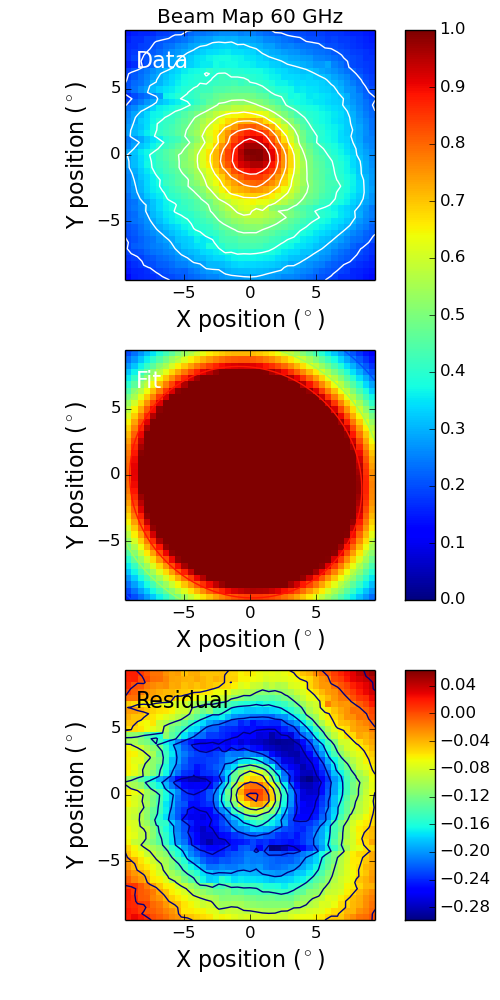 Beam Map 60 GHz
Data
Y position (°)
5
0
−5
−5 0 5
X position (°)
1.0
0.9
0.8
0.7
0.6
0.5
0.4
0.3
0.2
0.1
0.0
Fit
Y position (°)
5
0
−5
−5 0 5
X position (°)
Residual
Y position (°)
5
0
−5
−5 0 5
X position (°)
0.04
0.00
−0.04
−0.08
−0.12
−0.16
−0.20
−0.24
−0.28